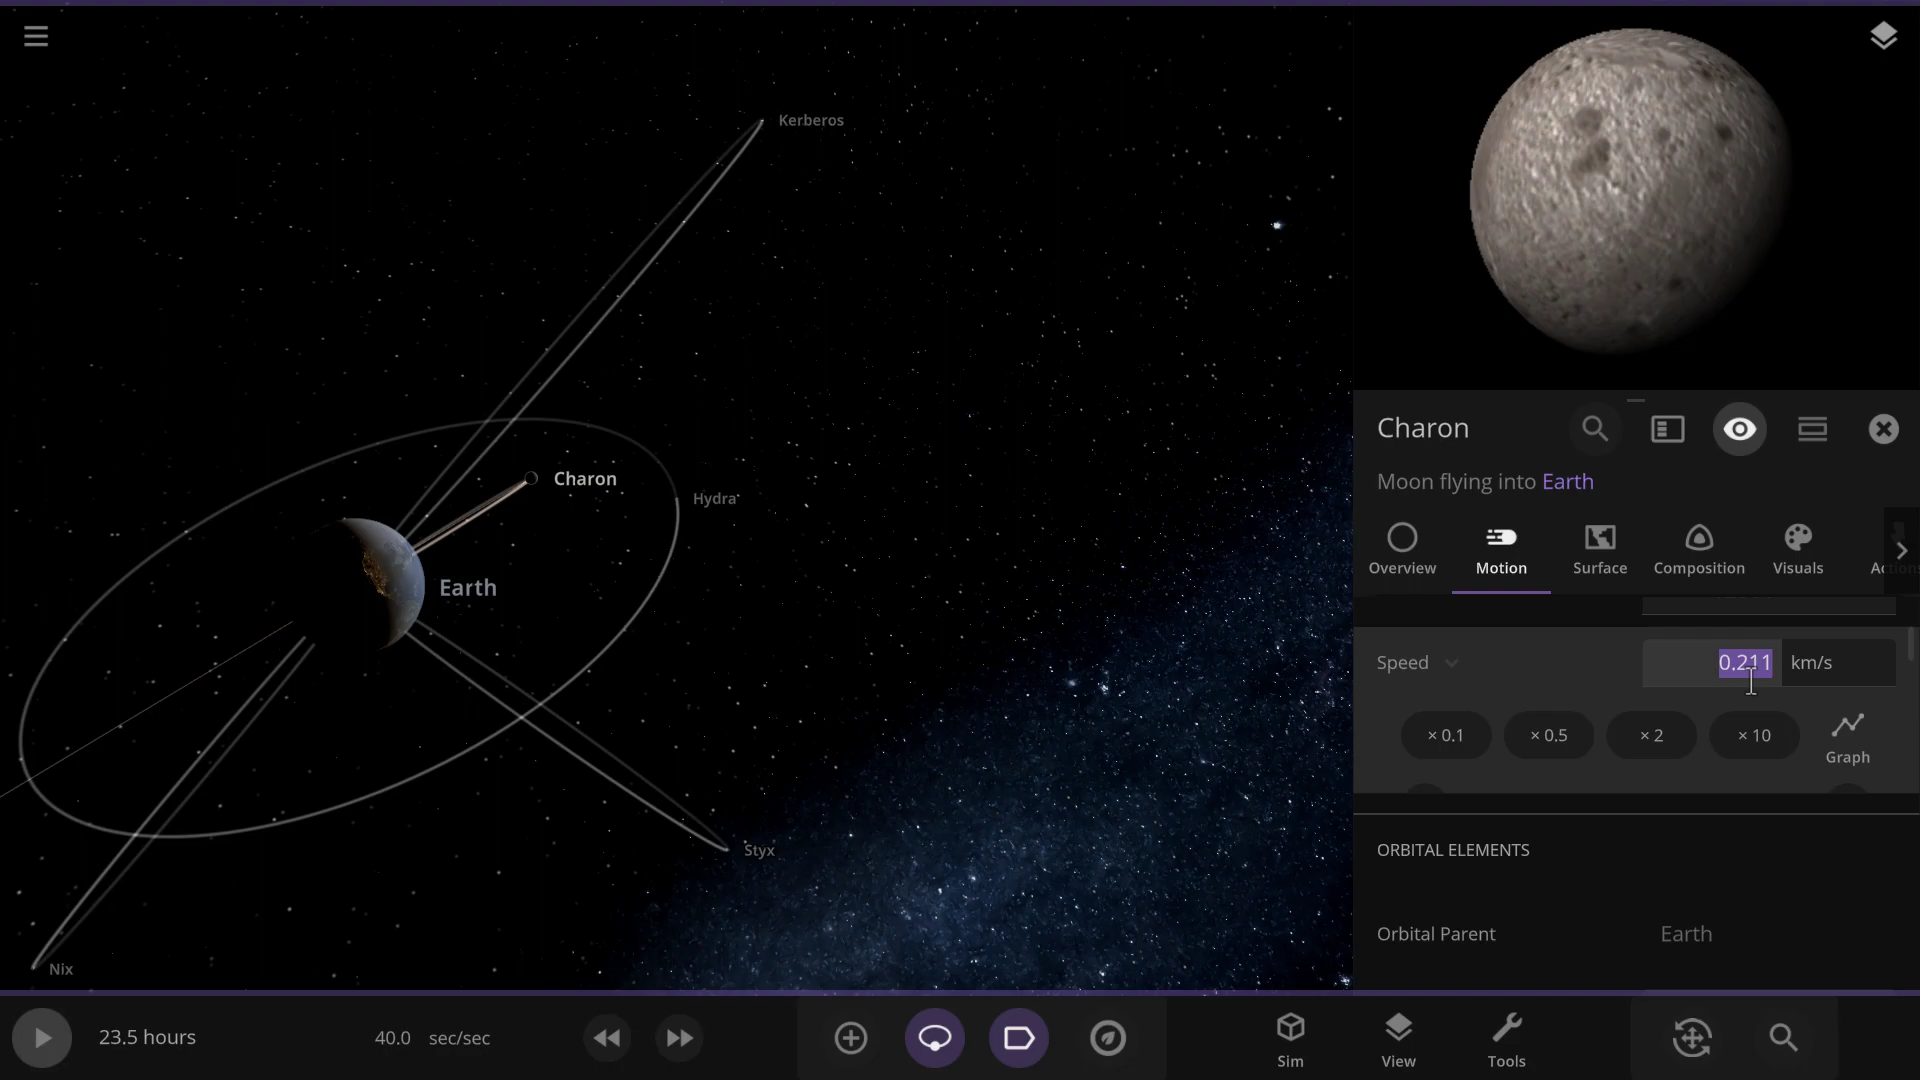 Kerberos
Charon
Hydra
Earth
Styx
Nix
Charon
Moon flying into Earth
Overview
Motion
Surface
Composition
Visuals
Actions
Speed
0.211 km/s
× 0.1
× 0.5
× 2
× 10
Graph
ORBITAL ELEMENTS
Orbital Parent
Earth
23.5 hours
40.0 sec/sec
Sim
View
Tools